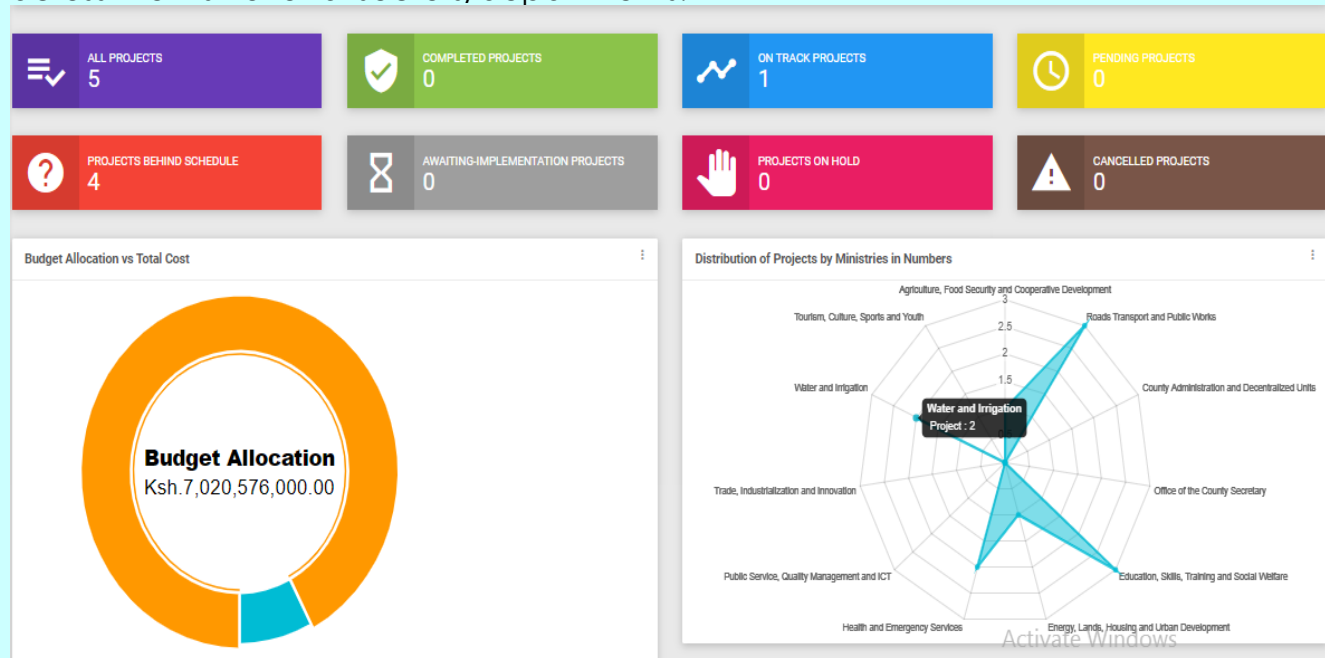 ALL PROJECTS
5
COMPLETED PROJECTS
0
ON TRACK PROJECTS
1
PENDING PROJECTS
0
PROJECTS BEHIND SCHEDULE
4
AWAITING-IMPLEMENTATION PROJECTS
0
PROJECTS ON HOLD
0
CANCELLED PROJECTS
0
Budget Allocation vs Total Cost
Budget Allocation
Ksh.7,020,576,000.00
Distribution of Projects by Ministries in Numbers
Agriculture, Food Security and Cooperative Development
3
Tourism, Culture, Sports and Youth
Roads Transport and Public Works
2.5
2
1.5
Water and Irrigation
County Administration and Decentralized Units
Water and Irrigation
Project : 2
Trade, Industrialization and Innovation
Office of the County Secretary
Public Service, Quality Management and ICT
Education, Skills, Training and Social Welfare
Health and Emergency Services
Energy, Lands, Housing and Urban Development
Activate Windows